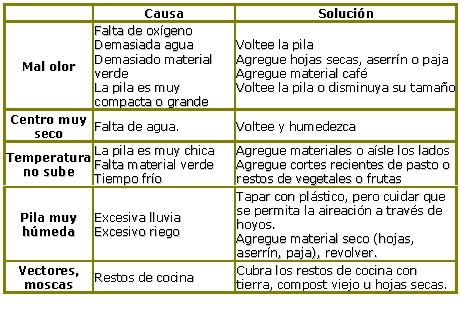 Causa Solución
Mal olor
Falta de oxígeno
Demasiada agua
Demasiado material
verde
La pila es muy
compacta o grande
Voltee la pila
Agregue hojas secas, aserrín o paja
Agregue material café
Voltee la pila o disminuya su tamaño
Centro muy
seco
Falta de agua.
Voltee y humedezca
Temperatura
no sube
La pila es muy chica
Falta material verde
Tiempo frío
Agregue materiales o aísle los lados
Agregue cortes recientes de pasto o
restos de vegetales o frutas
Pila muy
húmeda
Excesiva lluvia
Excesivo riego
Tapar con plástico, pero cuidar que
se permita la aireación a través de
hoyos.
Agregue material seco (hojas,
aserrín, paja), revolver.
Vectores,
moscas
Restos de cocina
Cubra los restos de cocina con
tierra, compost viejo u hojas secas.